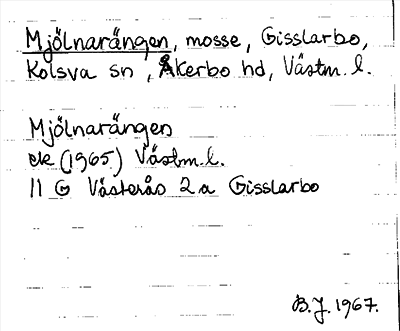 Mjölnarängen, mosse, Gisslarbo,
Kolsva sn, Åkerbo hd, Västm. l.
Mjölnarängen
ek (1965) Västm. l.
11 G Västerås 2 a Gisslarbo
B.J. 1967.